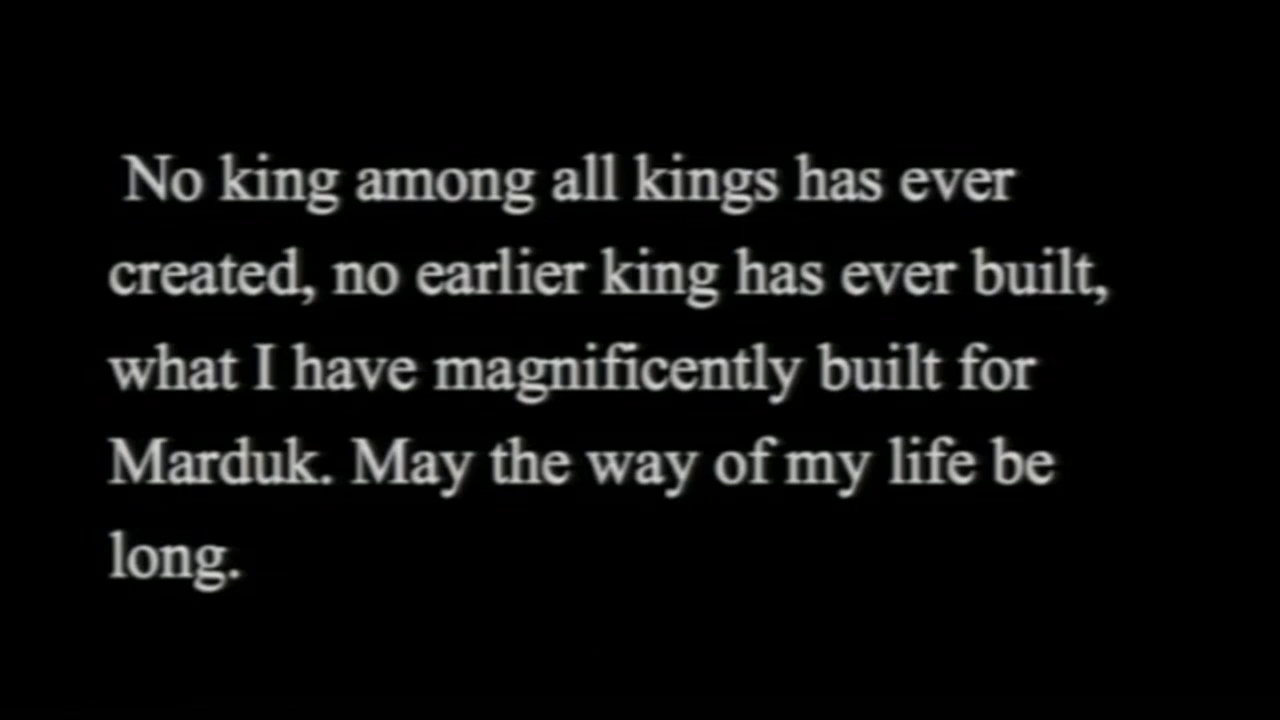 No king among all kings has ever
created, no earlier king has ever built,
what I have magnificently built for
Marduk. May the way of my life be
long.